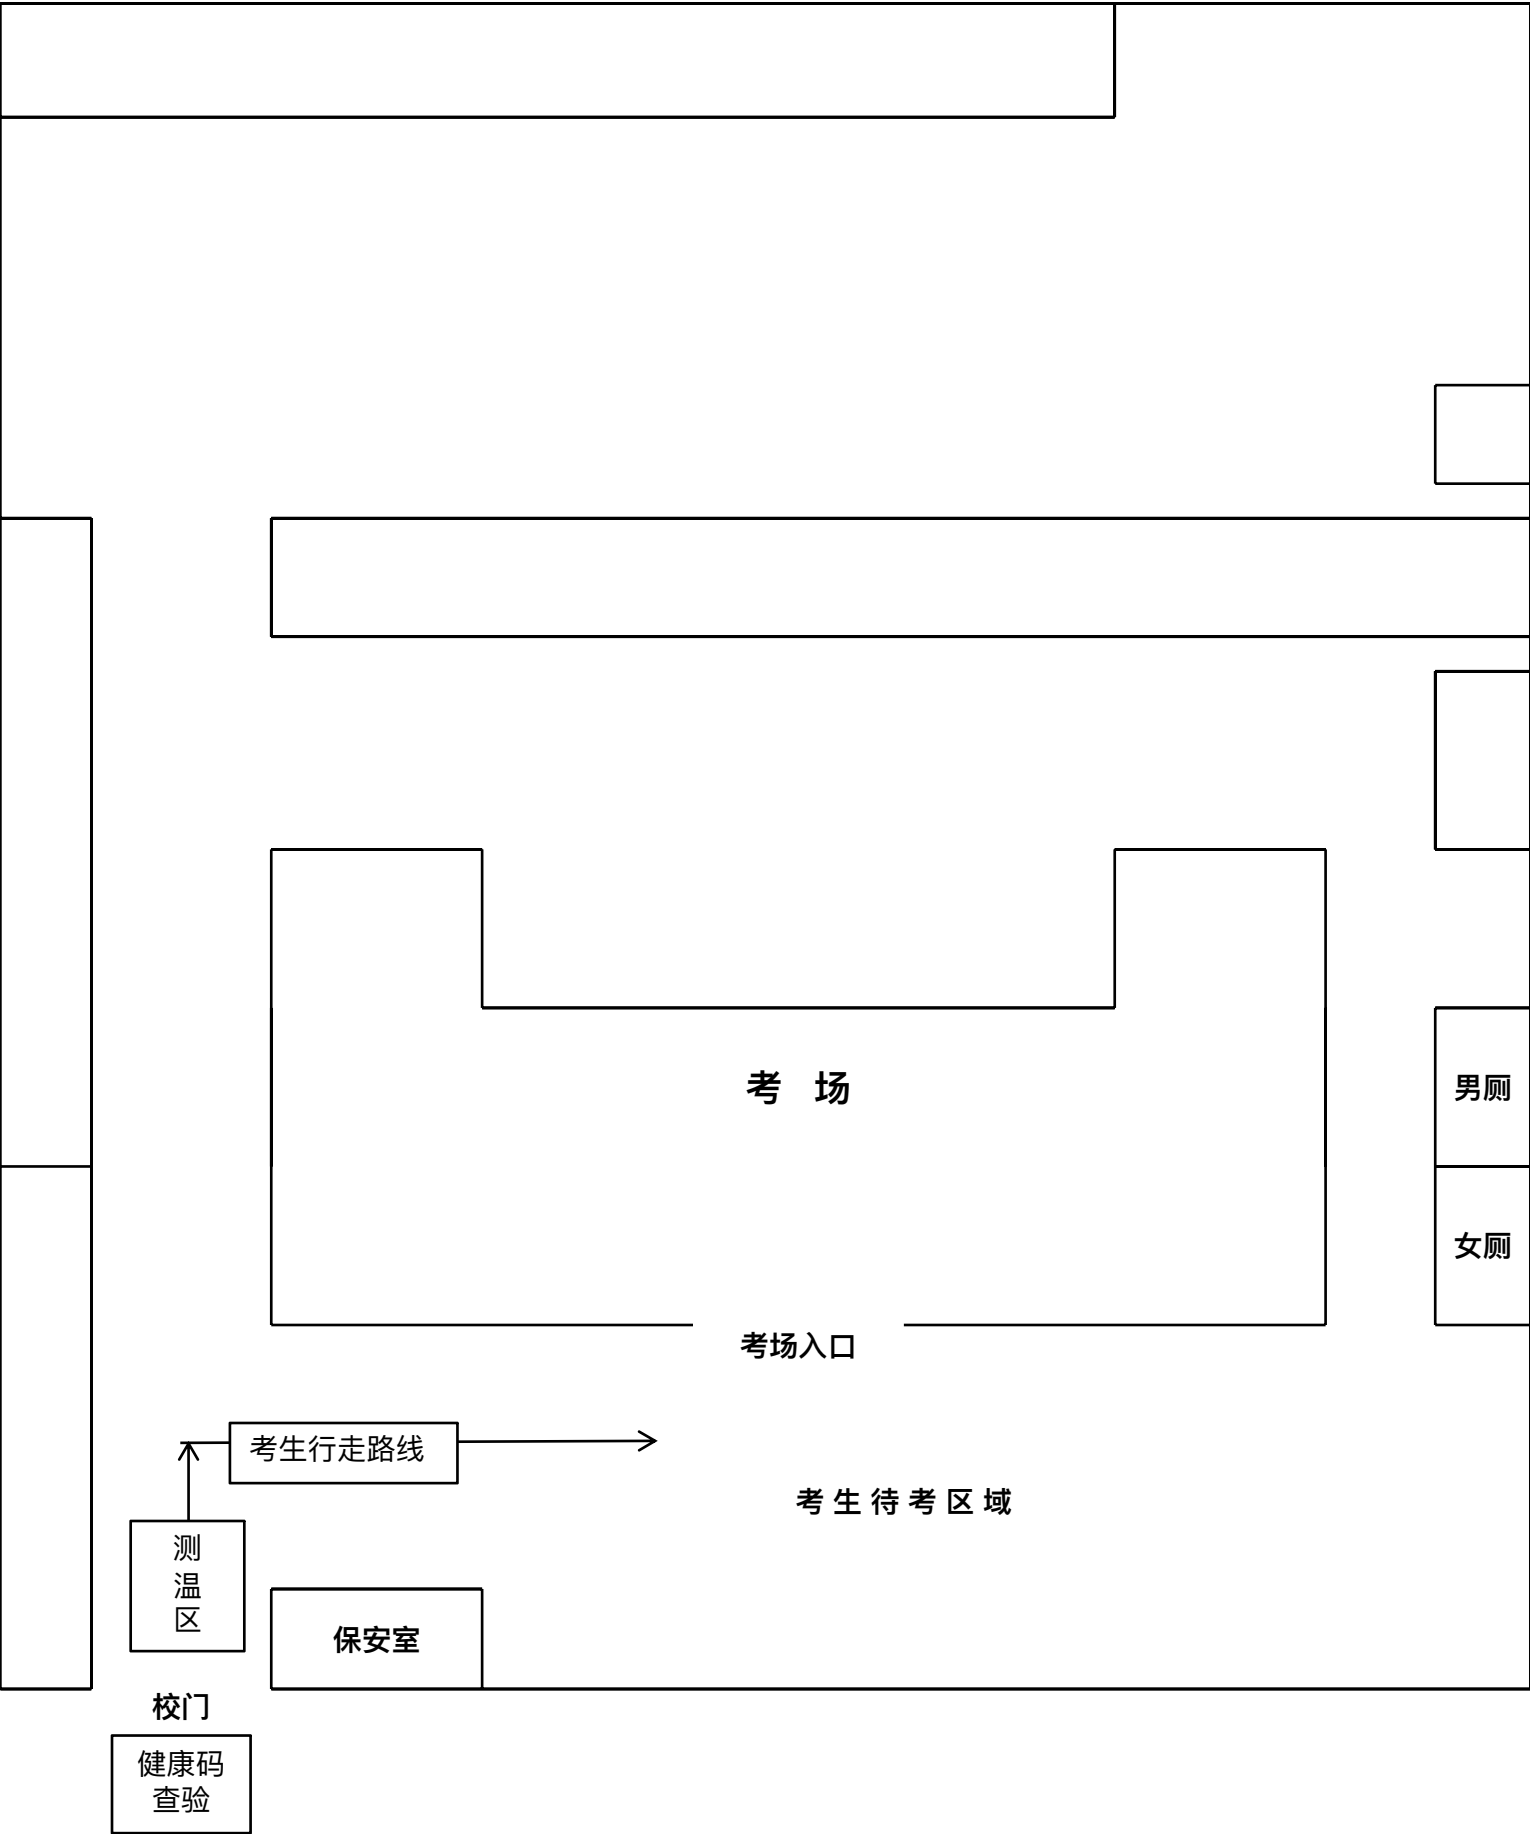 考 场
男厕
女厕
考场入口
考生行走路线
考 生 待 考 区 域
测
温
区
保安室
校门
健康码
查验